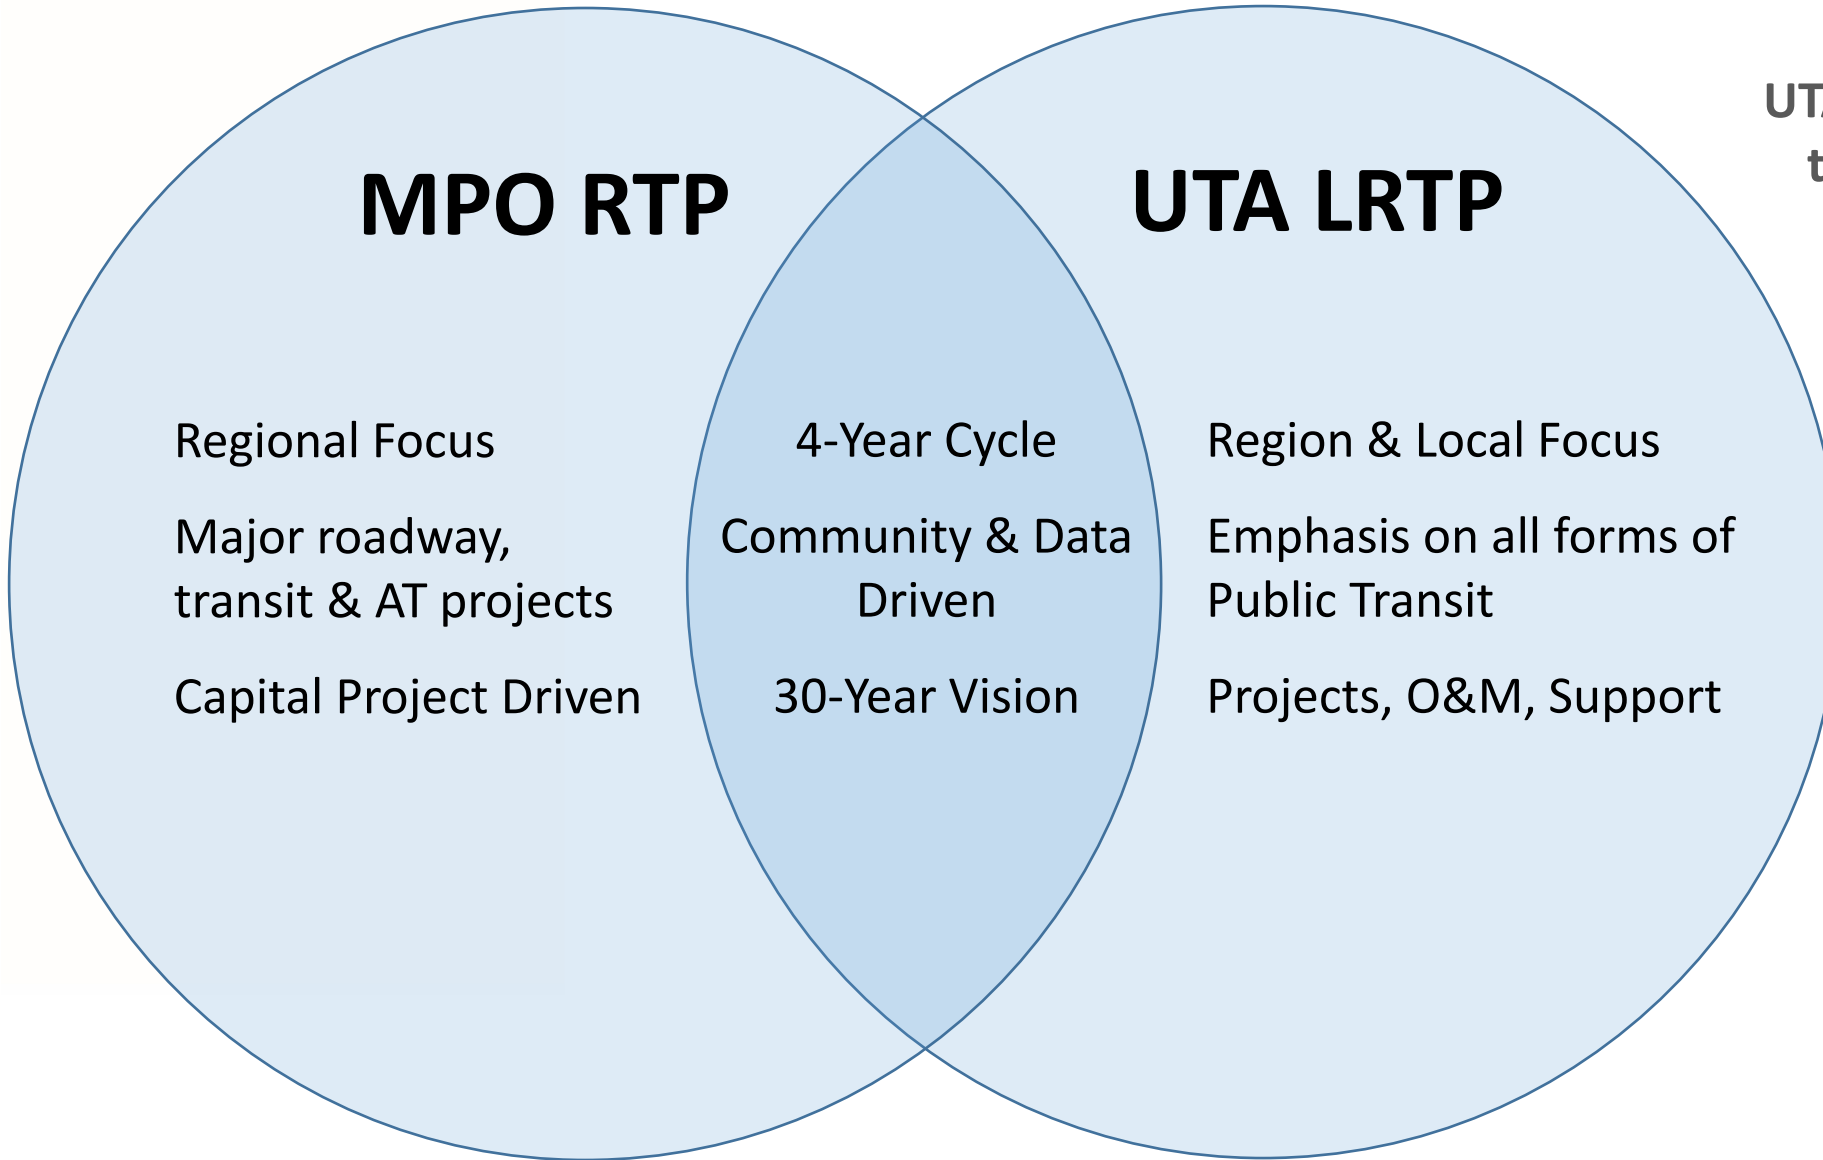 MPO RTP
UTA LRTP
Regional Focus
Major roadway,
transit & AT projects
Capital Project Driven
4-Year Cycle
Community & Data
Driven
30-Year Vision
Region & Local Focus
Emphasis on all forms of
Public Transit
Projects, O&M, Support